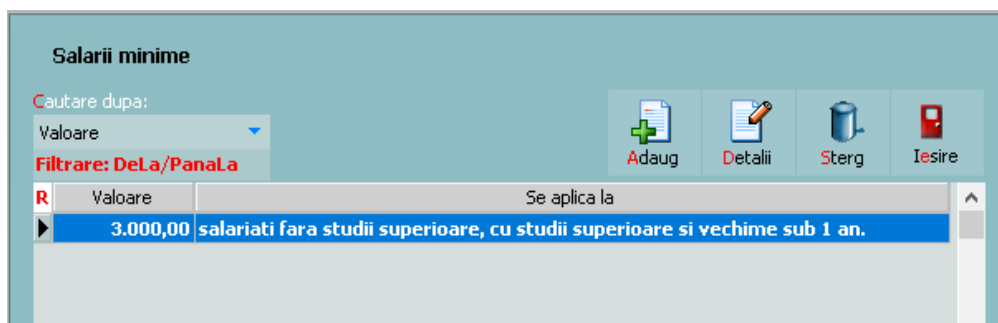 Salarii minime
Cautare dupa:
Valoare
Filtrare: DeLa/PanaLa
Adaug Detalii Sterg Iesire
R Valoare Se aplica la
3.000,00 salariati fara studii superioare, cu studii superioare si vechime sub 1 an.